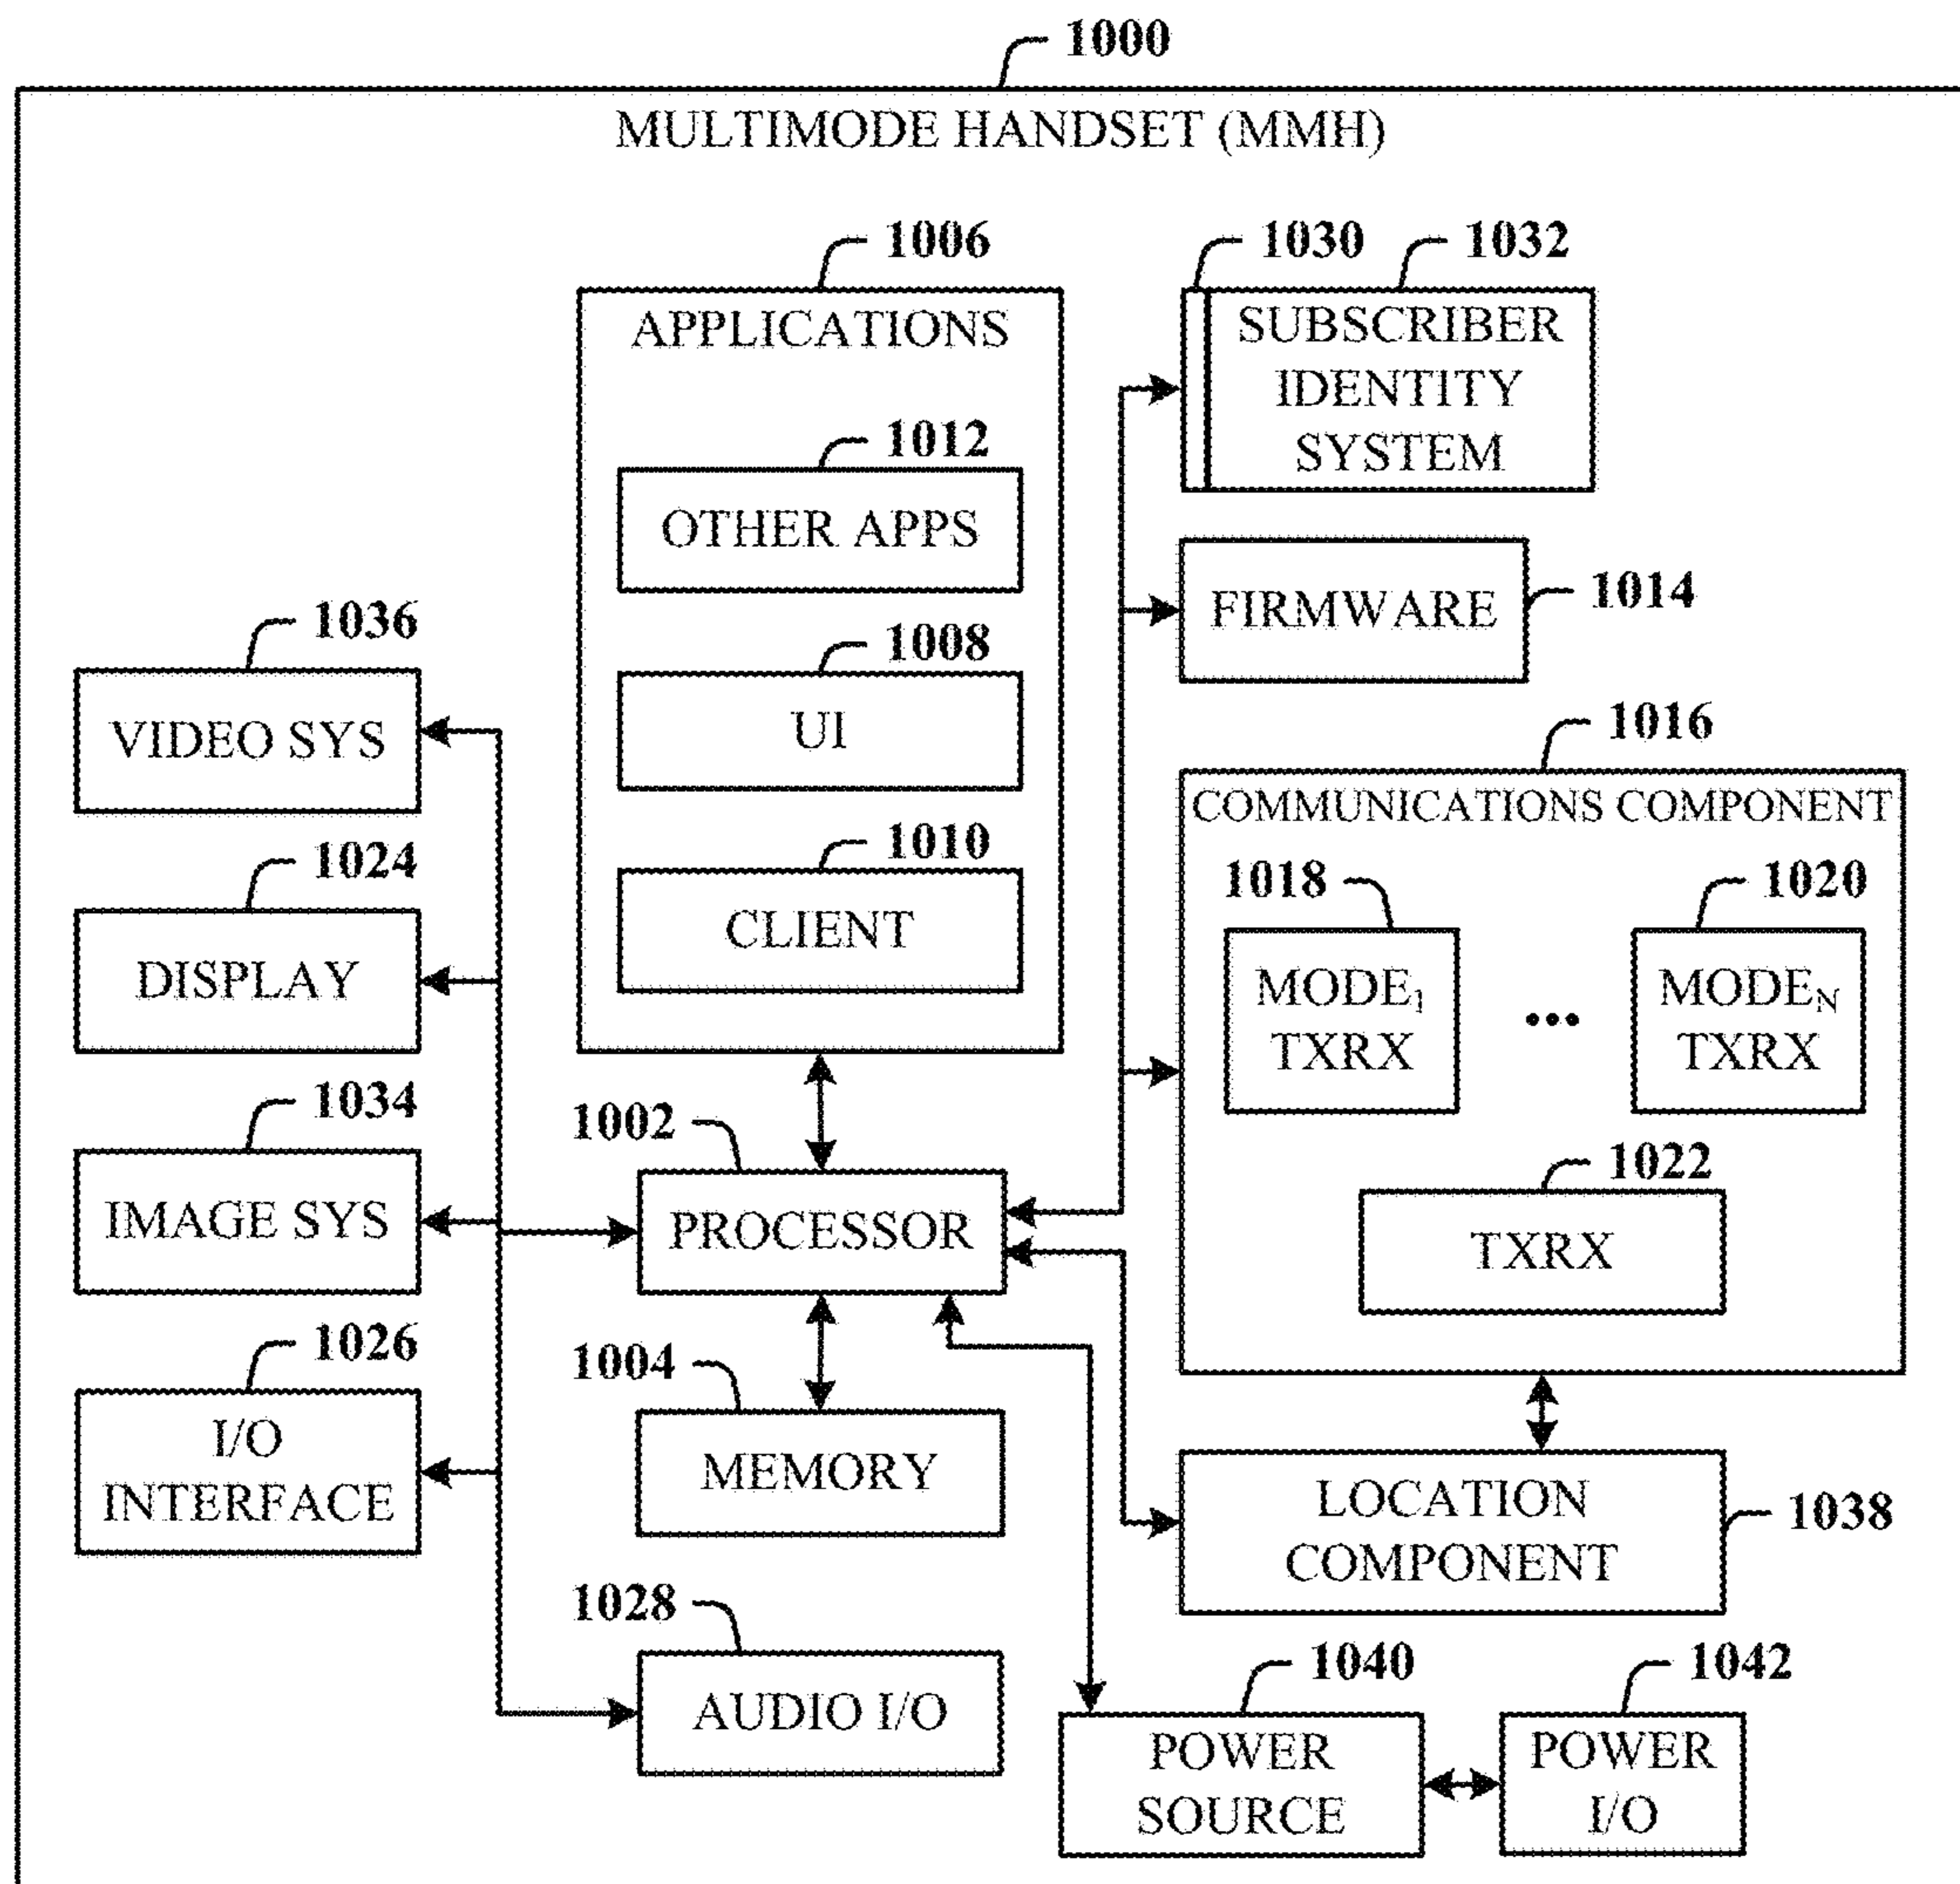 1000
MULTIMODE HANDSET (MMH)
1006
APPLICATIONS
1012
OTHER APPS
1008
UI
1010
CLIENT
1030
1032
SUBSCRIBER
IDENTITY
SYSTEM
FIRMWARE
1014
1036
VIDEO SYS
1024
DISPLAY
1034
IMAGE SYS
1026
I/O
INTERFACE
1016
COMMUNICATIONS COMPONENT
1018
MODE₁
TXRX
...
1020
MODEN
TXRX
1022
TXRX
1002
PROCESSOR
1004
MEMORY
LOCATION
COMPONENT
1038
1028
AUDIO I/O
1040
POWER
SOURCE
1042
POWER
I/O